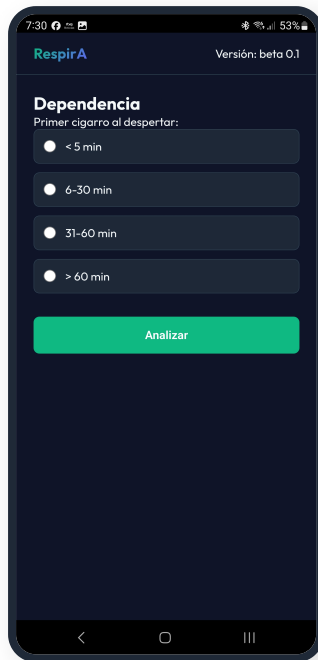 7:30 53%
RespirA Versión: beta 0.1
Dependencia
Primer cigarro al despertar:
< 5 min
6-30 min
31-60 min
> 60 min
Analizar